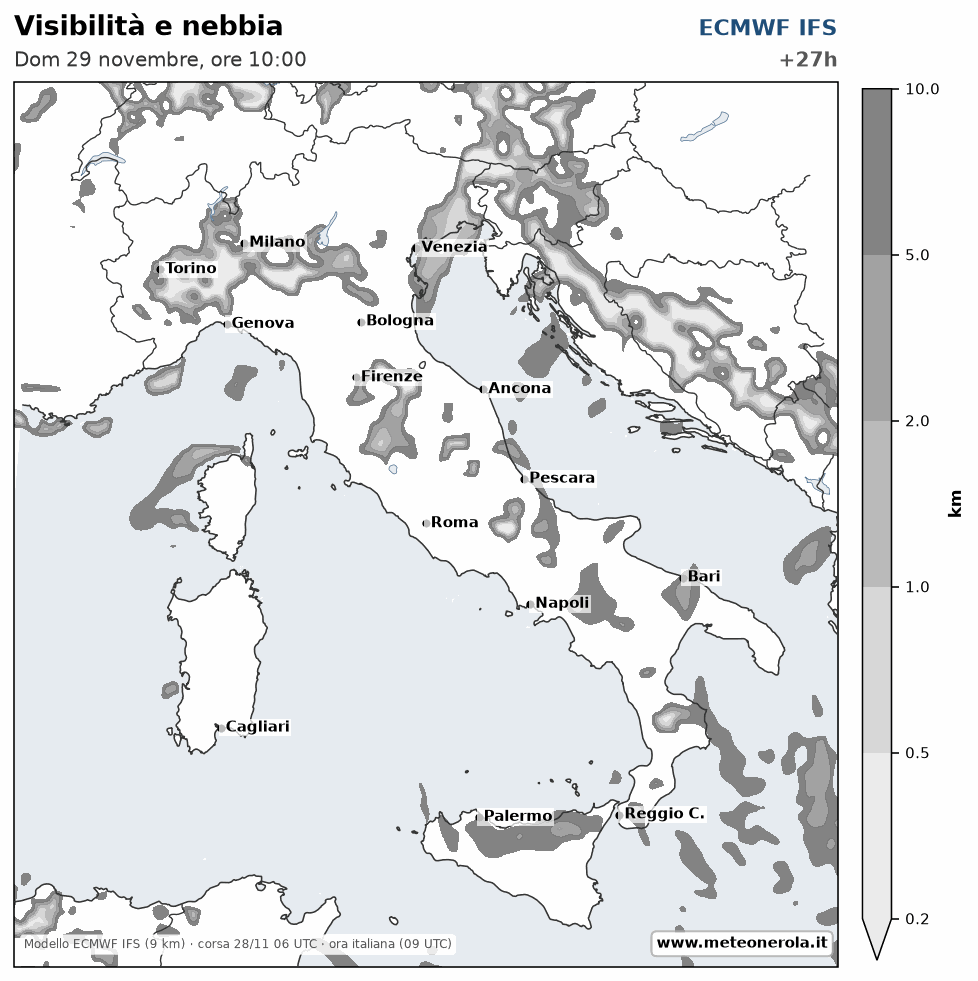 Visibilità e nebbia
ECMWF IFS
Dom 29 novembre, ore 10:00
+27h
10.0
5.0
2.0
1.0
0.5
0.2
km
Milano
Venezia
Torino
Genova
Bologna
Firenze
Ancona
Pescara
Roma
Bari
Napoli
Cagliari
Palermo
Reggio C.
Modello ECMWF IFS (9 km) · corsa 28/11 06 UTC · ora italiana (09 UTC)
www.meteonerola.it